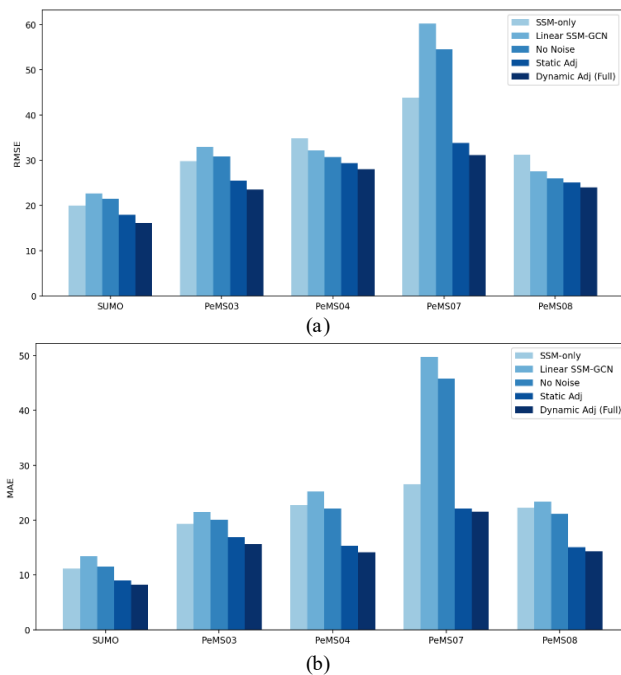 60
50
40
30
20
10
0
RMSE
SSM-only
Linear SSM-GCN
No Noise
Static Adj
Dynamic Adj (Full)
SUMO
PeMS03
PeMS04
PeMS07
PeMS08
(a)
50
40
30
20
10
0
MAE
SSM-only
Linear SSM-GCN
No Noise
Static Adj
Dynamic Adj (Full)
SUMO
PeMS03
PeMS04
PeMS07
PeMS08
(b)